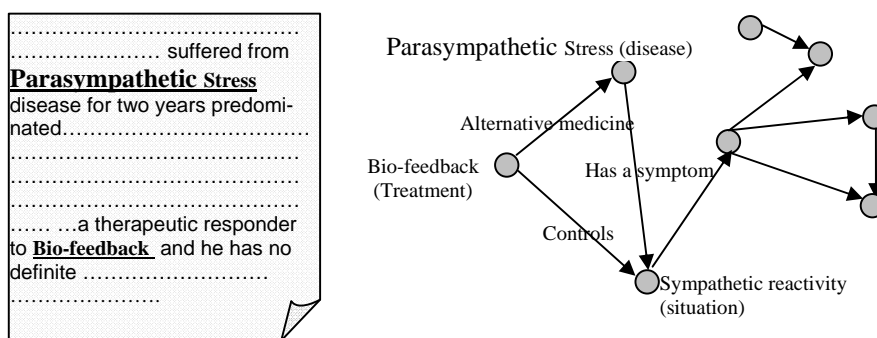 ……………………………………
…………..……… suffered from
Parasympathetic Stress
disease for two years predomi-
nated……………………………….
……………………………………
……………………………………
……………………………………
…… …a therapeutic responder
to Bio-feedback and he has no
definite ………………………
………………….
Parasympathetic Stress (disease)
Alternative medicine
Bio-feedback
(Treatment)
Has a symptom
Controls
Sympathetic reactivity
(situation)